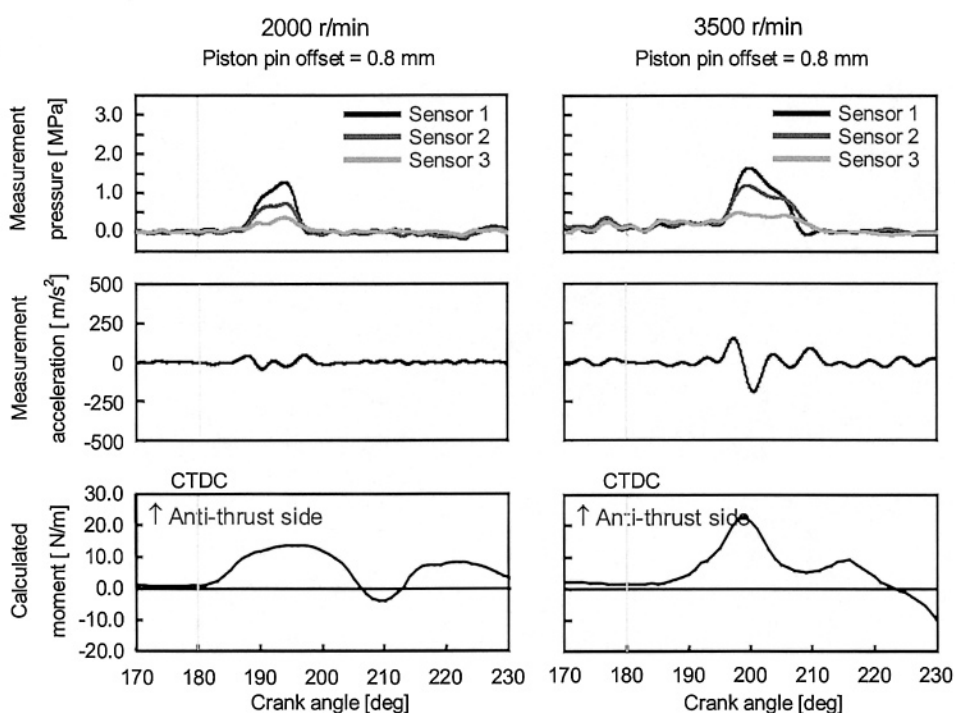 2000 r/min
Piston pin offset = 0.8 mm
3500 r/min
Piston pin offset = 0.8 mm
Measurement
pressure [ MPa]
3.0
2.0
1.0
0.0
Sensor 1
Sensor 2
Sensor 3
Sensor 1
Sensor 2
Sensor 3
Measurement
acceleration [ m/s²]
500
250
0
-250
-500
Calculated
moment [ N/m]
CTDC
30.0
20.0
10.0
0.0
-10.0
-20.0
↑ Anti-thrust side
CTDC
↑ Anti-thrust side
170 180 190 200 210 220 230
Crank angle [deg]
170 180 190 200 210 220 230
Crank angle [deg]